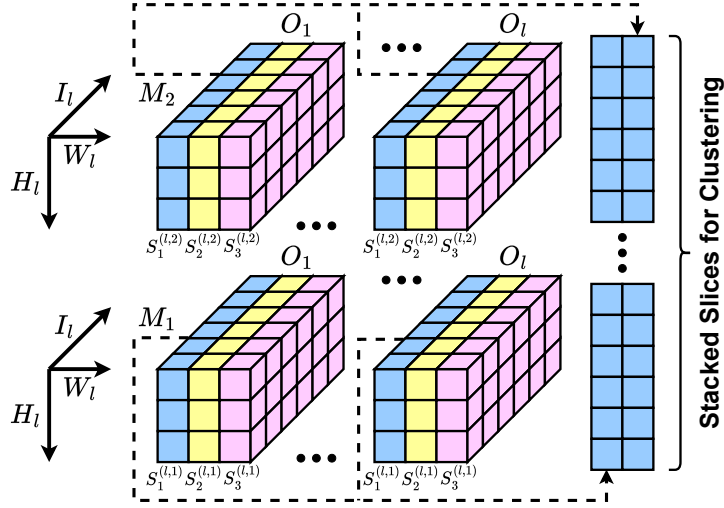 O_1 ••• O_l
I_l M_2
W_l
H_l
S_1^{(l,2)} S_2^{(l,2)} S_3^{(l,2)} ••• S_1^{(l,2)} S_2^{(l,2)} S_3^{(l,2)}
O_1 ••• O_l
I_l M_1
W_l
H_l
S_1^{(l,1)} S_2^{(l,1)} S_3^{(l,1)} ••• S_1^{(l,1)} S_2^{(l,1)} S_3^{(l,1)}
Stacked Slices for Clustering